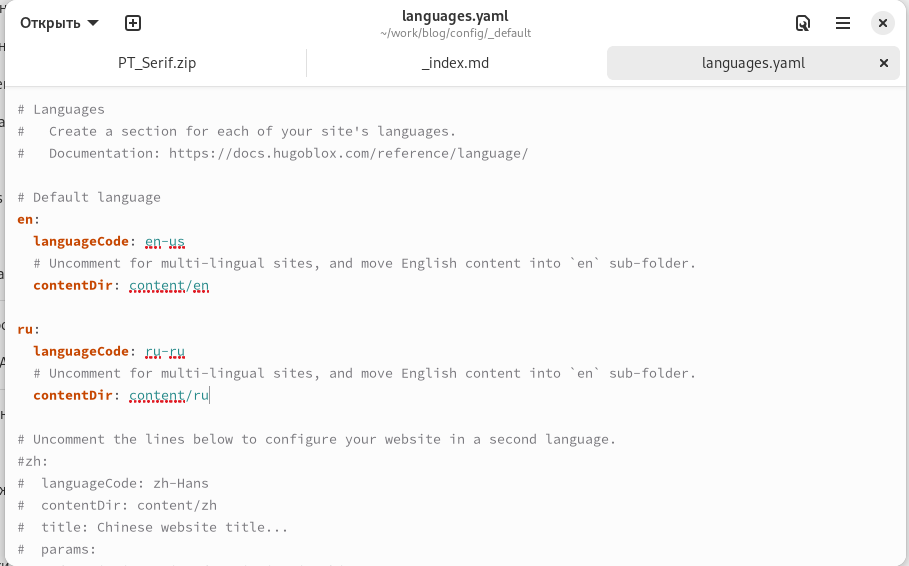 Открыть
languages.yaml
~/work/blog/config/_default
PT_Serif.zip
_index.md
languages.yaml
# Languages
#   Create a section for each of your site's languages.
#   Documentation: https://docs.hugoblox.com/reference/language/
# Default language
en:
  languageCode: en-us
  # Uncomment for multi-lingual sites, and move English content into `en` sub-folder.
  contentDir: content/en
ru:
  languageCode: ru-ru
  # Uncomment for multi-lingual sites, and move English content into `en` sub-folder.
  contentDir: content/ru
# Uncomment the lines below to configure your website in a second language.
#zh:
#  languageCode: zh-Hans
#  contentDir: content/zh
#  title: Chinese website title...
#  params: